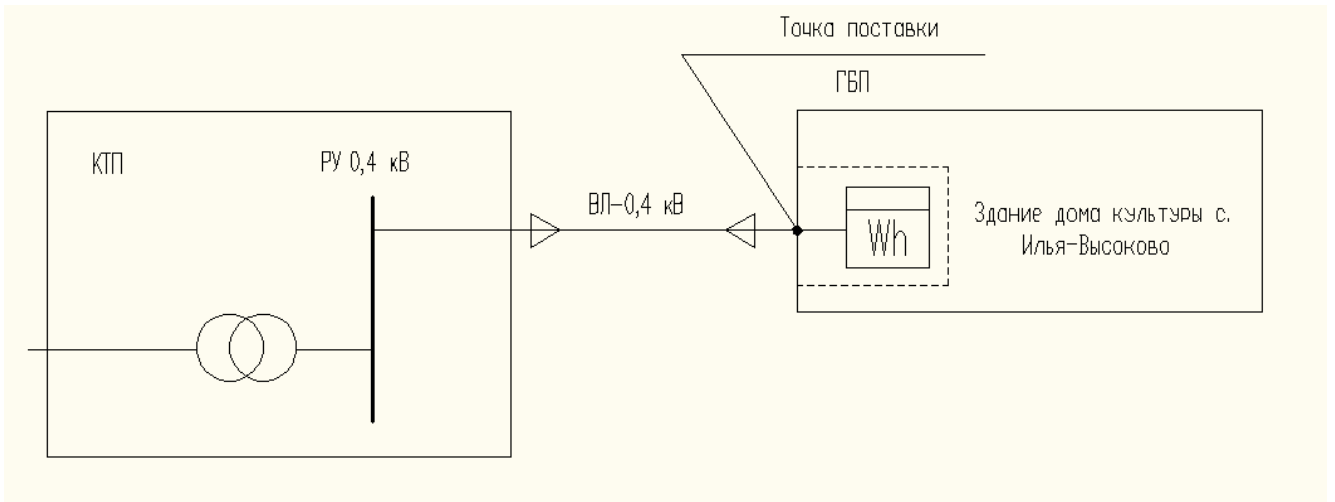 Точка поставки
ГБП
КТП
РУ 0,4 кВ
ВЛ-0,4 кВ
Wh
Здание дома культуры с.
Илья-Высоково